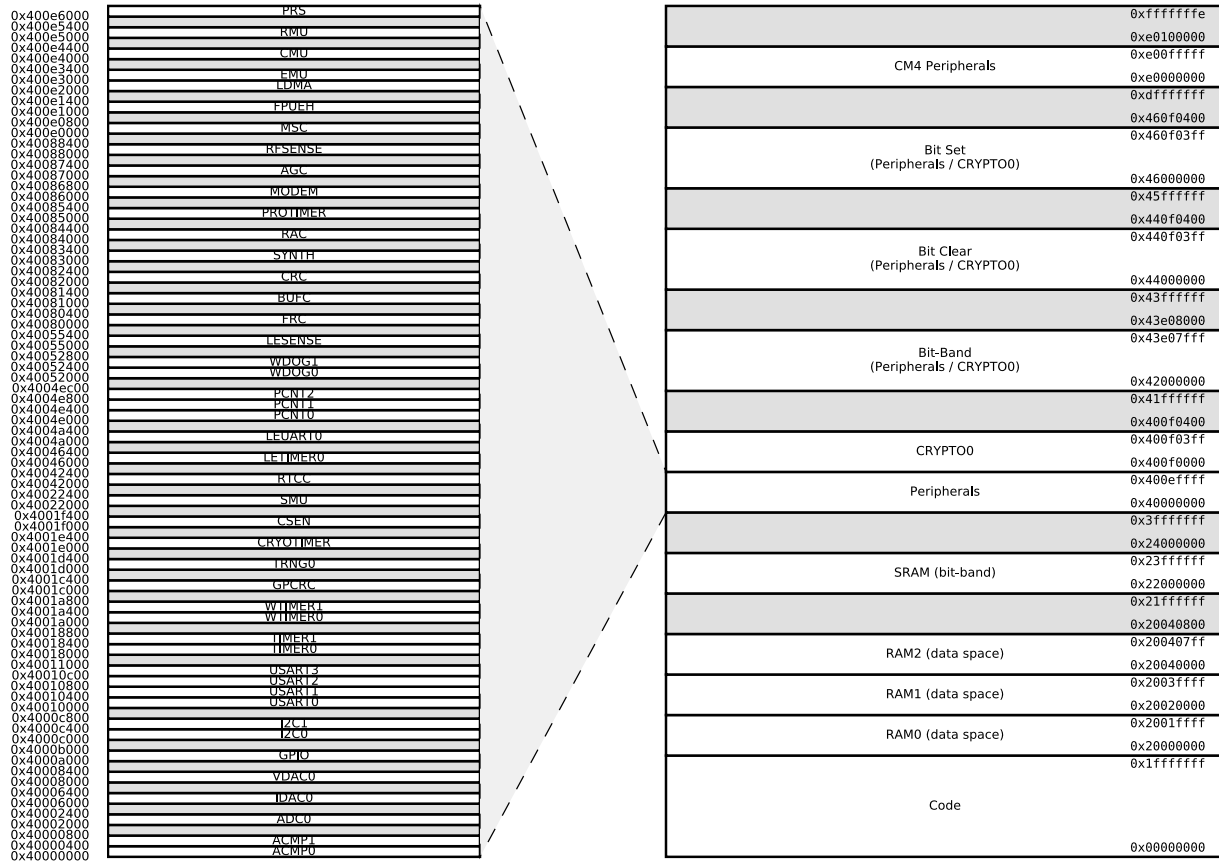 PRS
0x400e6000
0x400e5400
RMU
0x400e5000
0x400e4400
CMU
0x400e4000
0x400e3400
EMU
0x400e3000
LDMA
0x400e2000
0x400e1400
FPUEH
0x400e1000
0x400e0800
MSC
0x400e0000
0x40088400
RFSENSE
0x40088000
0x40087400
AGC
0x40087000
0x40086800
MODEM
0x40086000
0x40085400
PROTIMER
0x40085000
0x40084400
RAC
0x40084000
0x40083400
SYNTH
0x40083000
0x40082400
CRC
0x40082000
0x40081400
BUFC
0x40081000
0x40080400
FRC
0x40080000
0x40055400
LESENSE
0x40055000
0x40052800
WDOG1
0x40052400
WDOG0
0x40052000
0x4004ec00
PCNT2
0x4004e800
PCNT1
0x4004e400
PCNT0
0x4004e000
0x4004a400
LEUART0
0x4004a000
0x40046400
LETIMER0
0x40046000
0x40042400
RTCC
0x40042000
0x40022400
SMU
0x40022000
0x4001f400
CSEN
0x4001f000
0x4001e400
CRYOTIMER
0x4001e000
0x4001d400
TRNG0
0x4001d000
0x4001c400
GPCRC
0x4001c000
0x4001a800
WTIMER1
0x4001a400
WTIMER0
0x4001a000
0x40018800
TIMER1
0x40018400
TIMER0
0x40018000
0x40011000
USART3
0x40010c00
USART2
0x40010800
USART1
0x40010400
USART0
0x40010000
0x4000c800
I2C1
0x4000c400
I2C0
0x4000c000
0x4000b000
GPIO
0x4000a000
0x40008400
VDAC0
0x40008000
0x40006400
IDAC0
0x40006000
0x40002400
ADC0
0x40002000
0x40000800
ACMP1
0x40000400
ACMP0
0x40000000
0xfffffffe
0xe0100000
0xe00fffff
CM4 Peripherals
0xe0000000
0xdfffffff
0x460f0400
0x460f03ff
Bit Set
(Peripherals / CRYPTO0)
0x46000000
0x45ffffff
0x440f0400
0x440f03ff
Bit Clear
(Peripherals / CRYPTO0)
0x44000000
0x43ffffff
0x43e08000
0x43e07fff
Bit-Band
(Peripherals / CRYPTO0)
0x42000000
0x41ffffff
0x400f0400
0x400f03ff
CRYPTO0
0x400f0000
0x400effff
Peripherals
0x40000000
0x3fffffff
0x24000000
0x23ffffff
SRAM (bit-band)
0x22000000
0x21ffffff
0x20040800
0x200407ff
RAM2 (data space)
0x20040000
0x2003ffff
RAM1 (data space)
0x20020000
0x2001ffff
RAM0 (data space)
0x20000000
0x1fffffff
Code
0x00000000